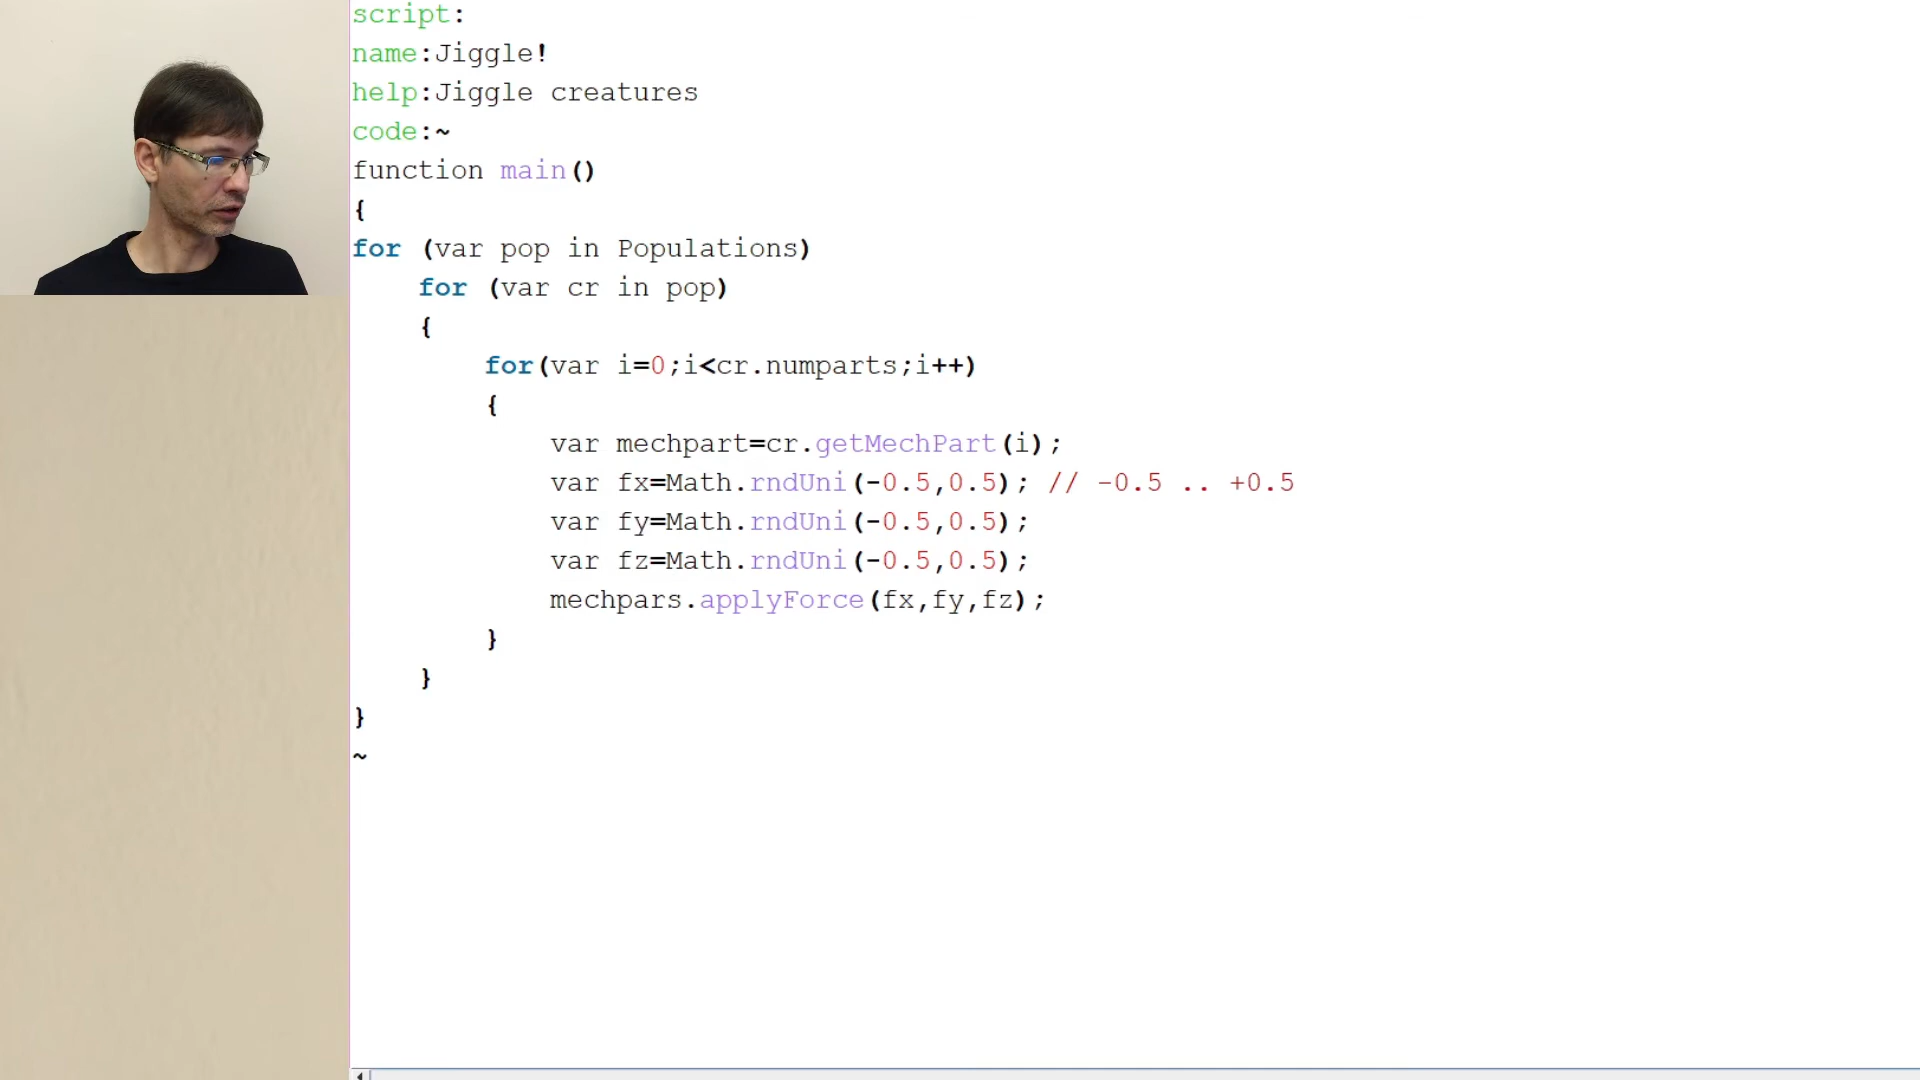 script:
name:Jiggle!
help:Jiggle creatures
code:~
function main()
{
for (var pop in Populations)
    for (var cr in pop)
    {
        for(var i=0;i<cr.numparts;i++)
        {
            var mechpart=cr.getMechPart(i);
            var fx=Math.rndUni(-0.5,0.5); // -0.5 .. +0.5
            var fy=Math.rndUni(-0.5,0.5);
            var fz=Math.rndUni(-0.5,0.5);
            mechpars.applyForce(fx,fy,fz);
        }
    }
}
~